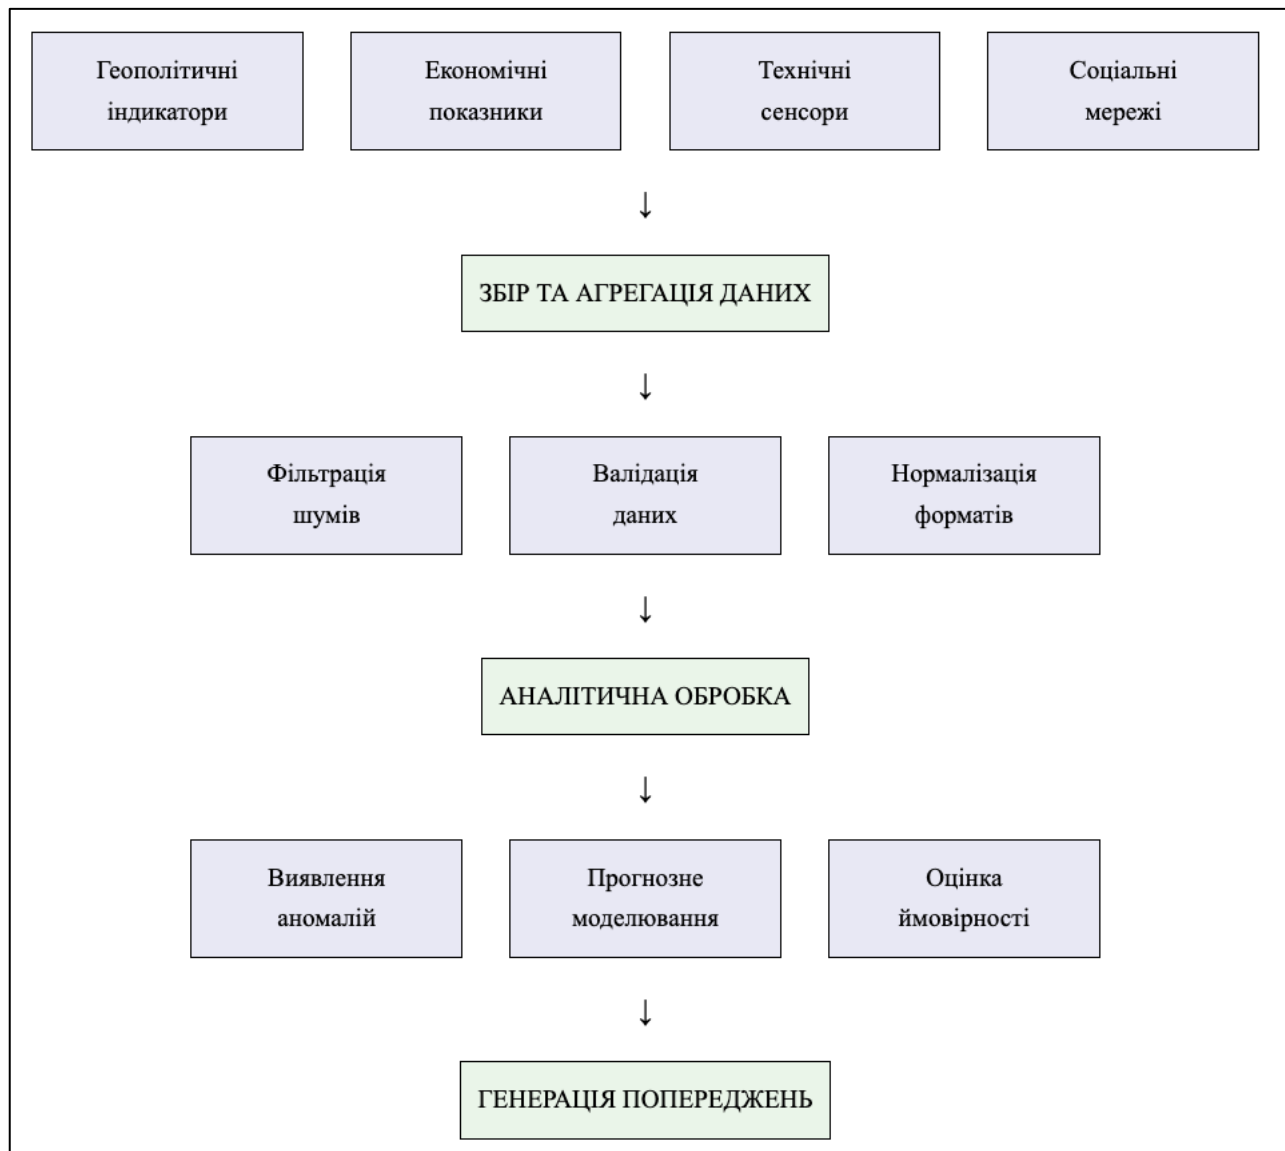 Геополітичні
індикатори
Економічні
показники
Технічні
сенсори
Соціальні
мережі
↓
ЗБІР ТА АГРЕГАЦІЯ ДАНИХ
↓
Фільтрація
шумів
Валідація
даних
Нормалізація
форматів
↓
АНАЛІТИЧНА ОБРОБКА
↓
Виявлення
аномалій
Прогнозне
моделювання
Оцінка
ймовірності
↓
ГЕНЕРАЦІЯ ПОПЕРЕДЖЕНЬ